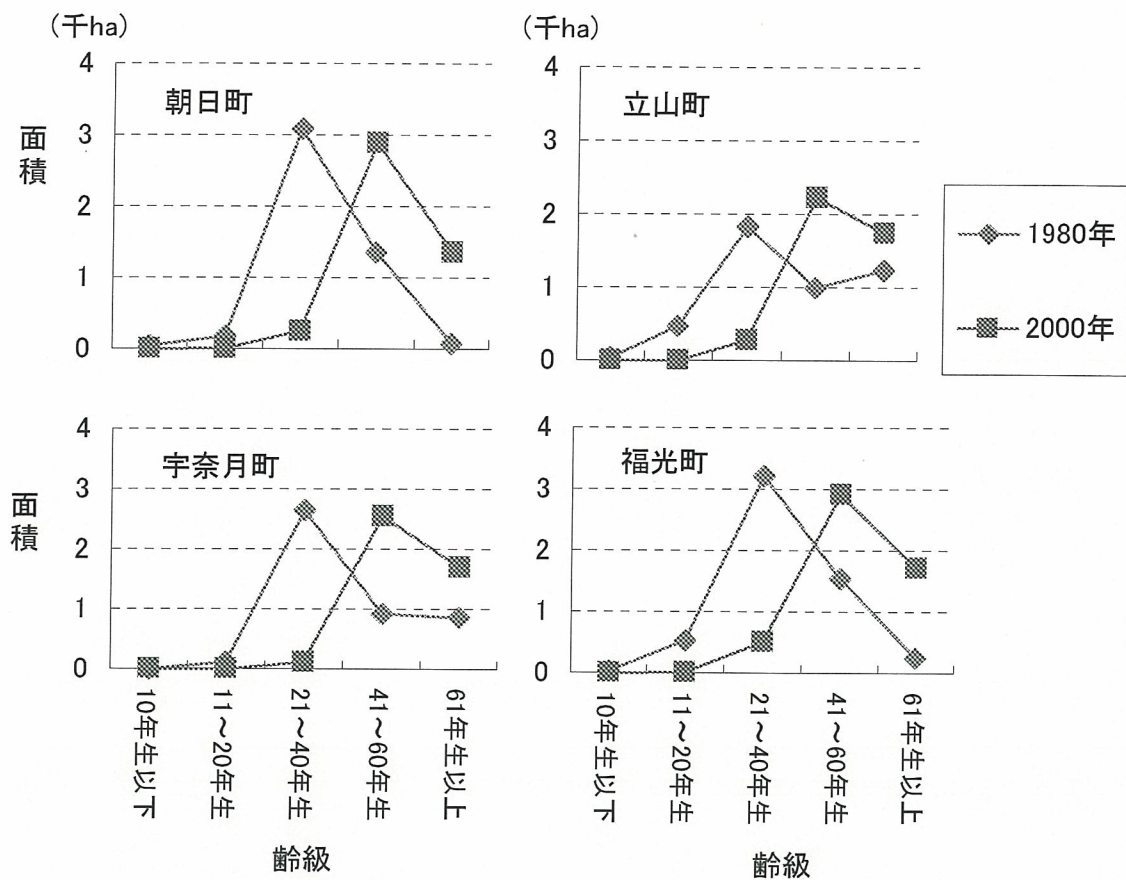 (千ha)
4
3
2
1
0
面積
朝日町
(千ha)
4
3
2
1
0
立山町
1980年
2000年
4
3
2
1
0
面積
宇奈月町
10年生以下
11~20年生
21~40年生
41~60年生
61年生以上
齢級
4
3
2
1
0
福光町
10年生以下
11~20年生
21~40年生
41~60年生
61年生以上
齢級